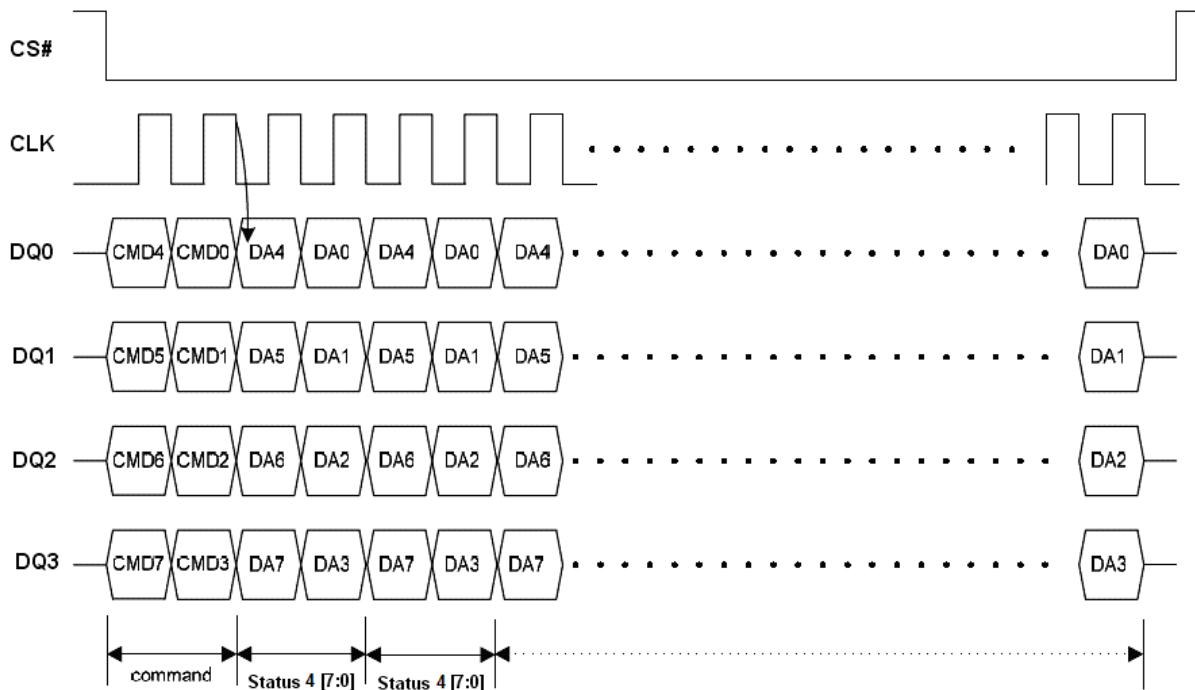 CS#
CLK
DQ0 CMD4 CMD0 DA4 DA0 DA4 DA0 DA4 DA0
DQ1 CMD5 CMD1 DA5 DA1 DA5 DA1 DA5 DA1
DQ2 CMD6 CMD2 DA6 DA2 DA6 DA2 DA6 DA2
DQ3 CMD7 CMD3 DA7 DA3 DA7 DA3 DA7 DA3
command Status 4 [7:0] Status 4 [7:0]